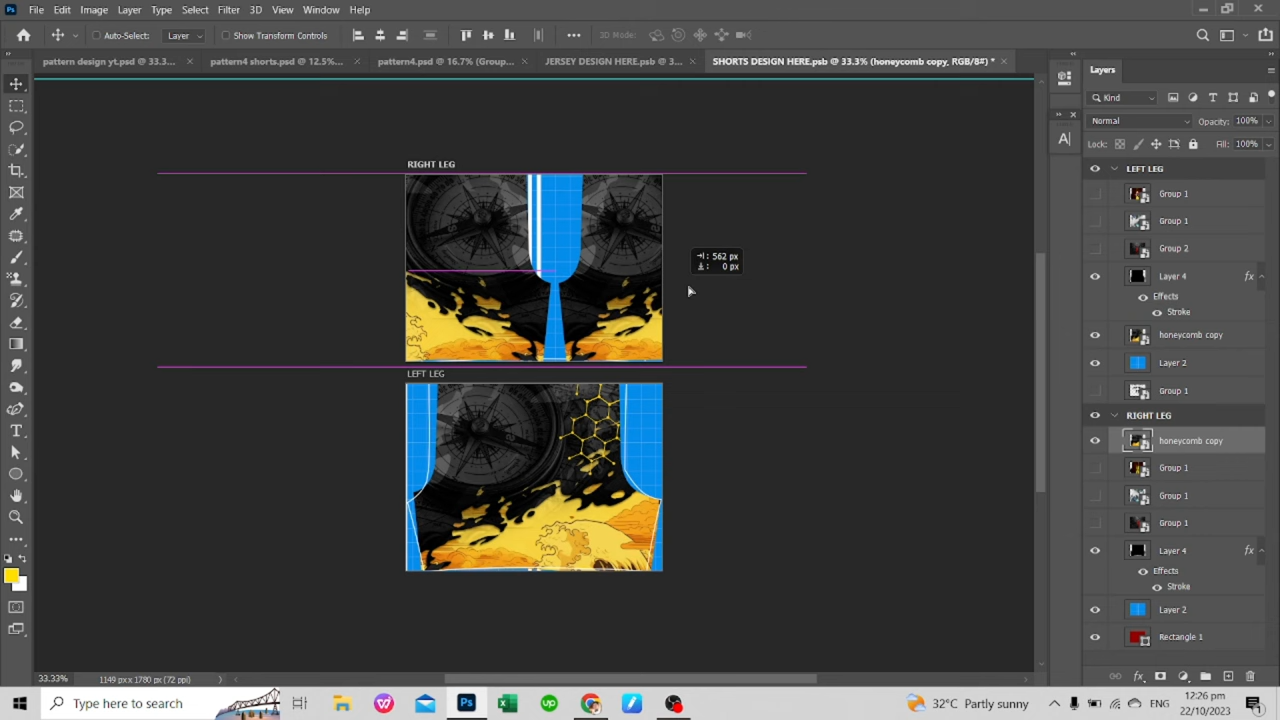 File Edit Image Layer Type Select Filter 3D View Window Help
Auto-Select: Layer Show Transform Controls 3D Mode:
pattern design yt.psd @ 33.3... × pattern4 shorts.psd @ 12.5%... × pattern4.psd @ 16.7% (Group... × JERSEY DESIGN HERE.psb @ 3... × SHORTS DESIGN HERE.psb @ 33.3% (honeycomb copy, RGB/8#) * ×
Layers
Kind
Normal Opacity: 100%
Lock: Fill: 100%
LEFT LEG
Group 1
Group 1
Group 2
Layer 4 fx
Effects
Stroke
honeycomb copy
Layer 2
Group 1
RIGHT LEG
honeycomb copy
Group 1
Group 1
Group 1
Layer 4 fx
Effects
Stroke
Layer 2
Rectangle 1
RIGHT LEG
562 px
0 px
LEFT LEG
33.33% 1149 px x 1780 px (72 ppi)
Type here to search
32°C Partly sunny
ENG
12:26 pm
22/10/2023